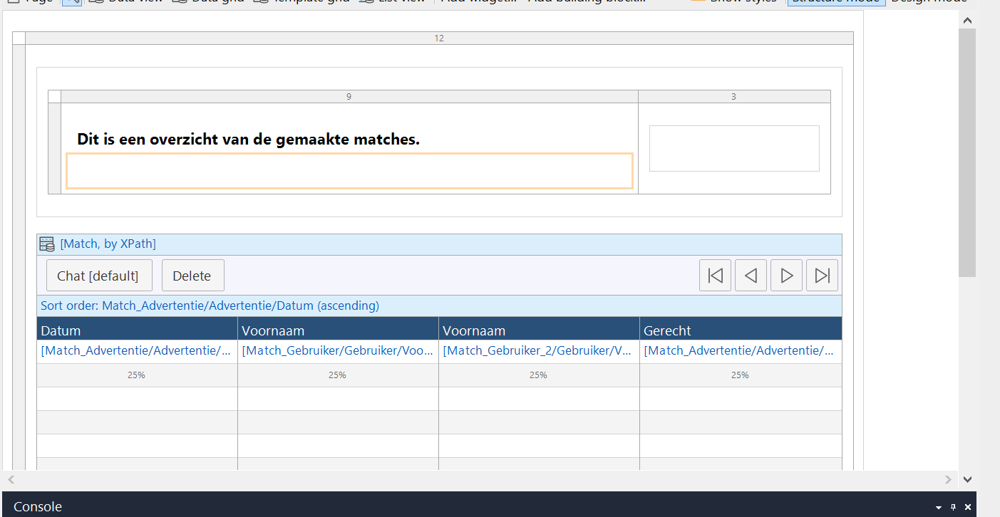 Page Data view Data grid Template grid List view Add widget... Add building block... Show styles Structure mode Design mode
12
9 3
Dit is een overzicht van de gemaakte matches.
[Match, by XPath]
Chat [default] Delete
Sort order: Match_Advertentie/Advertentie/Datum (ascending)
Datum Voornaam Voornaam Gerecht
[Match_Advertentie/Advertentie/... [Match_Gebruiker/Gebruiker/Voo... [Match_Gebruiker_2/Gebruiker/V... [Match_Advertentie/Advertentie/...
25% 25% 25% 25%
Console